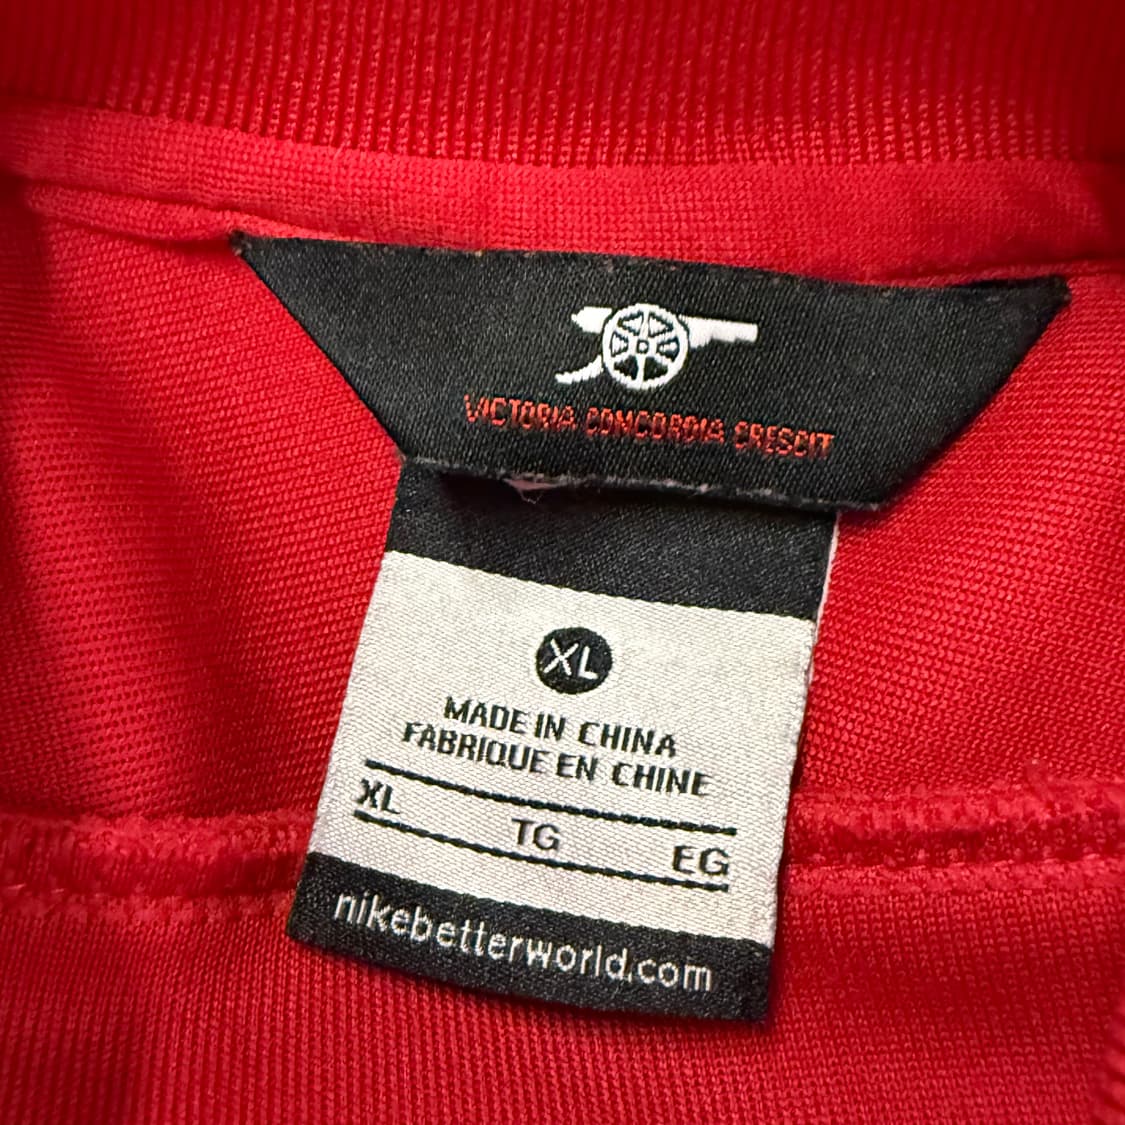 VICTORIA CONCORDIA CRESCIT
XL
MADE IN CHINA
FABRIQUE EN CHINE
XL TG EG
nikebetterworld.com